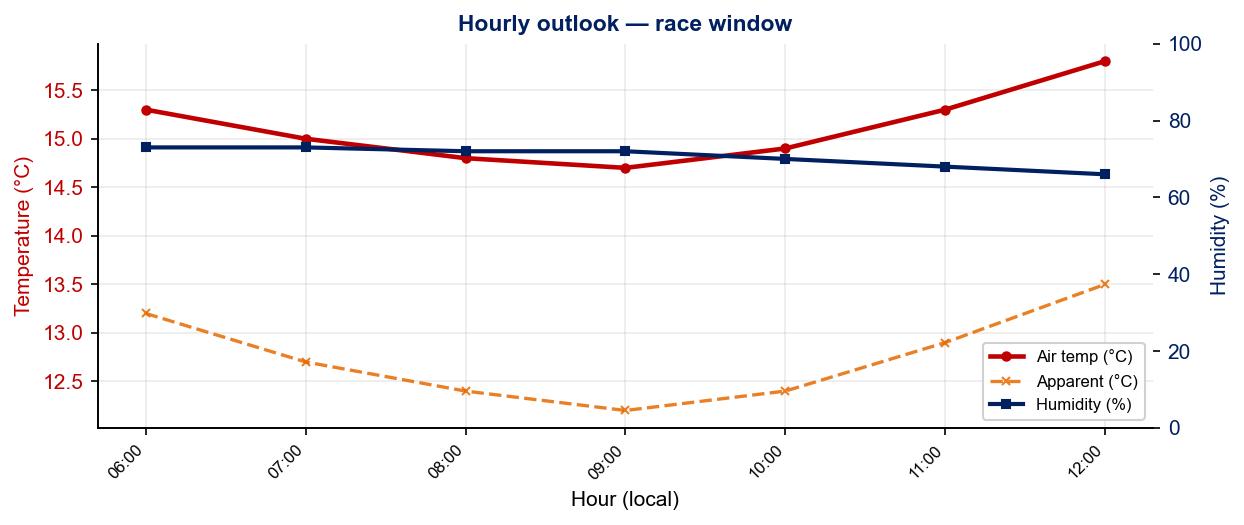 Hourly outlook — race window
Temperature (°C)
15.5
15.0
14.5
14.0
13.5
13.0
12.5
100
80
60
40
20
0
Humidity (%)
Air temp (°C)
Apparent (°C)
Humidity (%)
06:00
07:00
08:00
09:00
10:00
11:00
12:00
Hour (local)